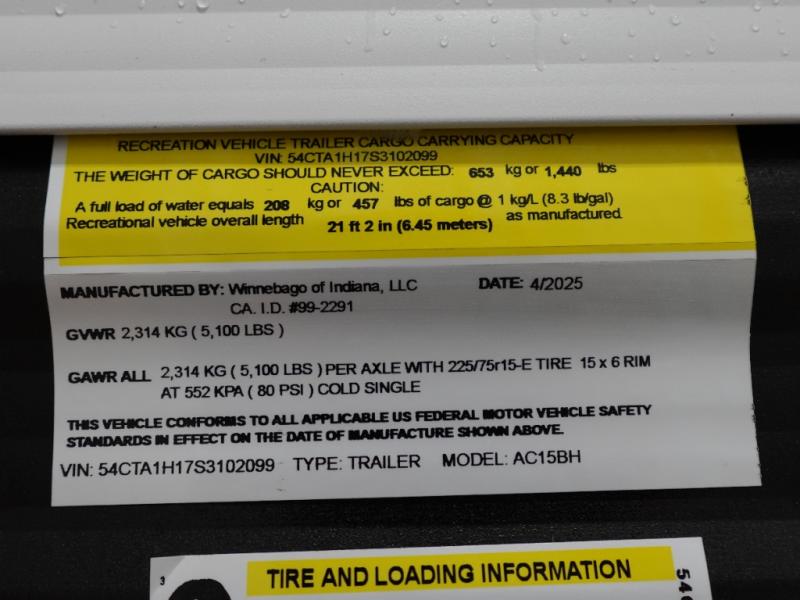 RECREATION VEHICLE TRAILER CARGO CARRYING CAPACITY
VIN: 54CTA1H17S3102099
THE WEIGHT OF CARGO SHOULD NEVER EXCEED: 653 kg or 1,440 lbs
CAUTION:
A full load of water equals 208 kg or 457 lbs of cargo @ 1 kg/L (8.3 lb/gal)
Recreational vehicle overall length 21 ft 2 in (6.45 meters) as manufactured
MANUFACTURED BY: Winnebago of Indiana, LLC DATE: 4/2025
CA. I.D. #99-2291
GVWR 2,314 KG ( 5,100 LBS )
GAWR ALL 2,314 KG ( 5,100 LBS ) PER AXLE WITH 225/75r15-E TIRE 15 x 6 RIM
AT 552 KPA ( 80 PSI ) COLD SINGLE
THIS VEHICLE CONFORMS TO ALL APPLICABLE US FEDERAL MOTOR VEHICLE SAFETY
STANDARDS IN EFFECT ON THE DATE OF MANUFACTURE SHOWN ABOVE.
VIN: 54CTA1H17S3102099 TYPE: TRAILER MODEL: AC15BH
3
TIRE AND LOADING INFORMATION